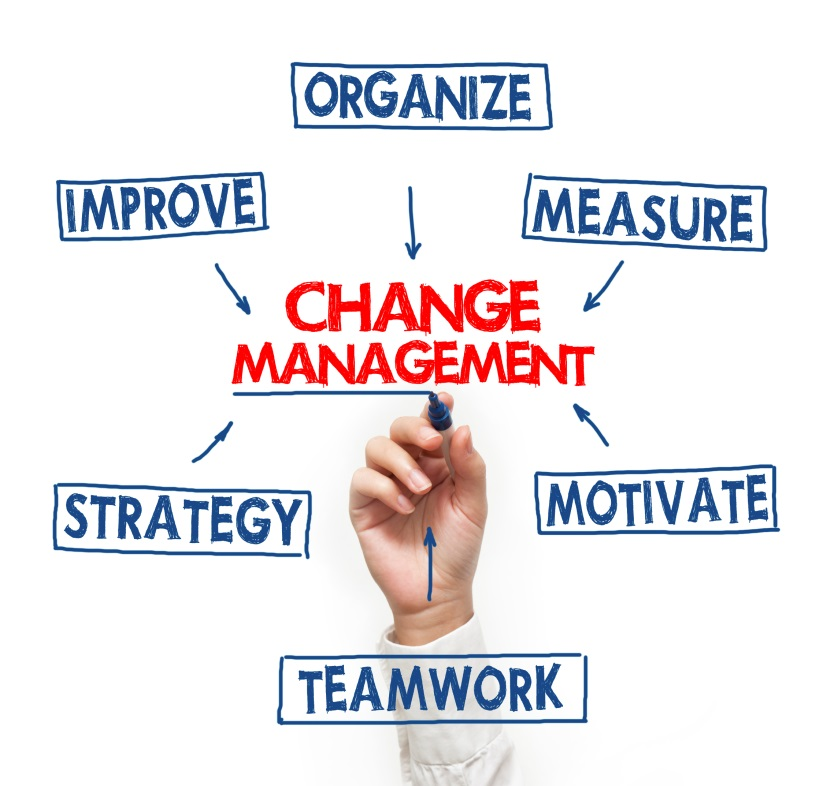 ORGANIZE
IMPROVE
MEASURE
CHANGE
MANAGEMENT
STRATEGY
MOTIVATE
TEAMWORK